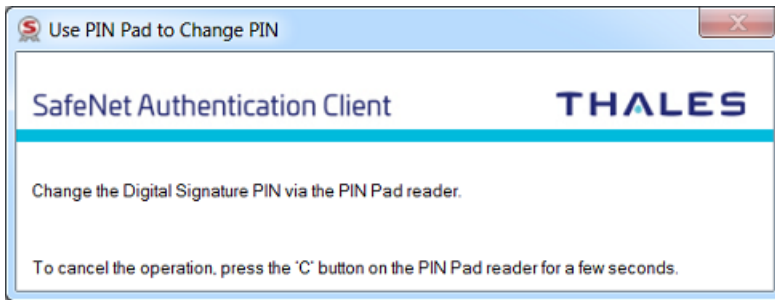 Use PIN Pad to Change PIN
SafeNet Authentication Client
THALES
Change the Digital Signature PIN via the PIN Pad reader.
To cancel the operation, press the 'C' button on the PIN Pad reader for a few seconds.